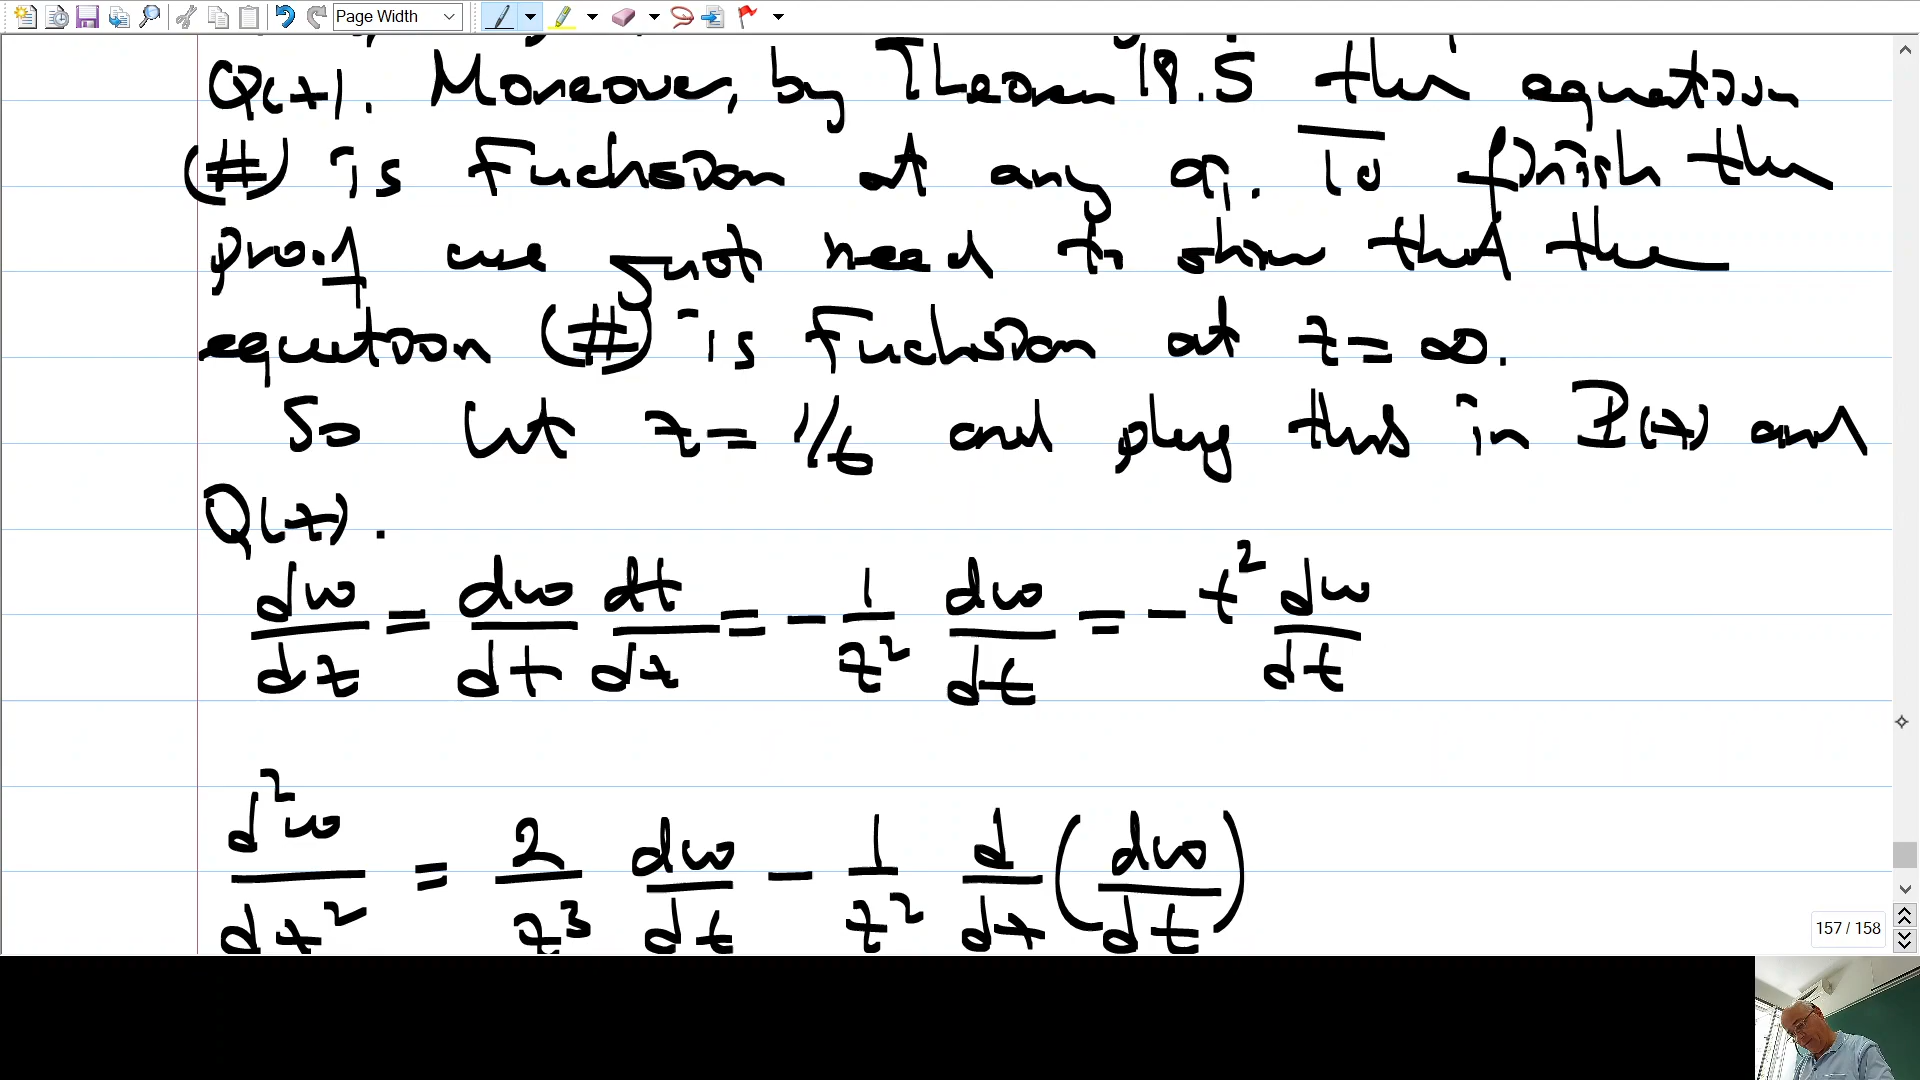 Page Width
Q(z). Moreover, by Theorem 19.5 the equation
(#) is Fuchsian at any a_i. To finish the
proof we just need to show that the
equation (#) is Fuchsian at z = ∞.
So let z = 1/t and plug this in P(z) and
Q(z).
dw/dz = dw/dt dt/dz = - 1/z² dw/dt = - t² dw/dt
d²w/dz² = 2/z³ dw/dt - 1/z² d/dz (dw/dt)
157 / 158